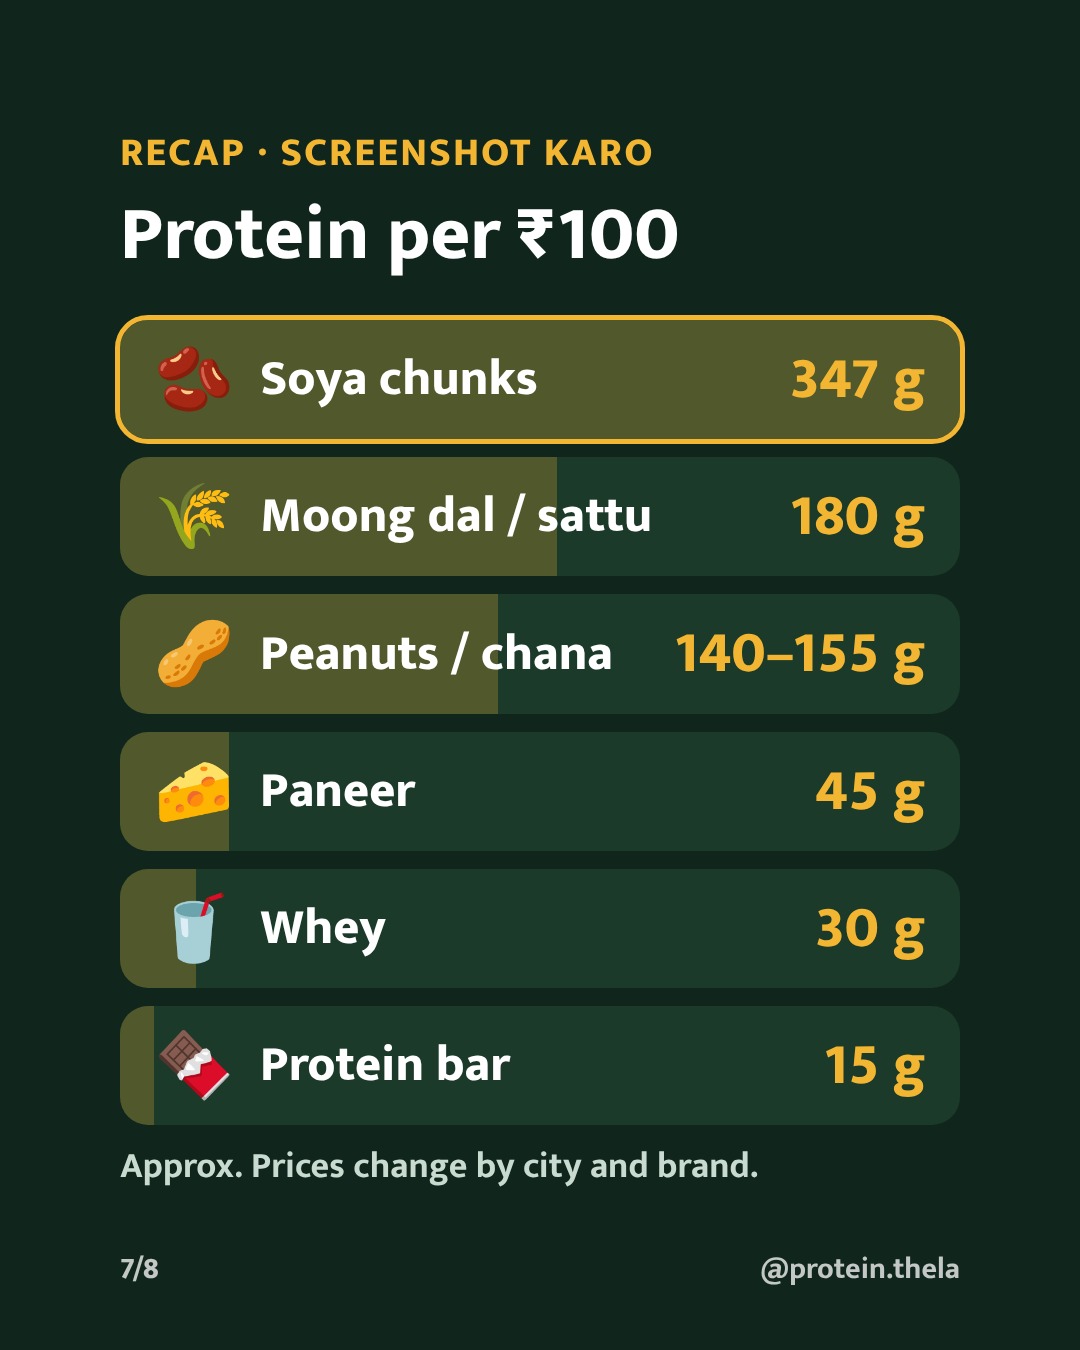 RECAP · SCREENSHOT KARO
Protein per ₹100
Soya chunks 347 g
Moong dal / sattu 180 g
Peanuts / chana 140–155 g
Paneer 45 g
Whey 30 g
Protein bar 15 g
Approx. Prices change by city and brand.
7/8 @protein.thela